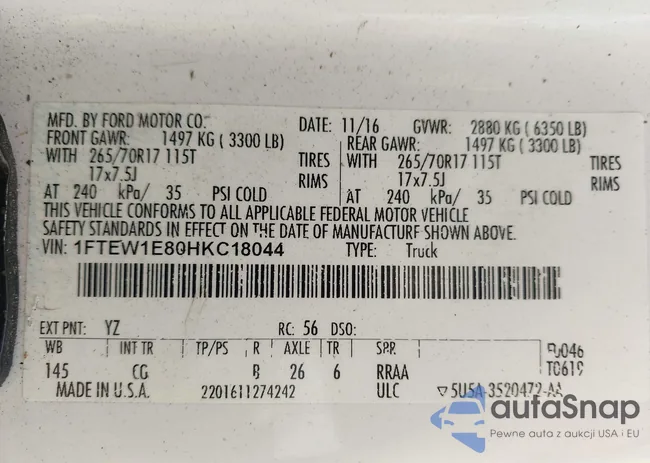 MFD. BY FORD MOTOR CO. DATE: 11/16 GVWR: 2880 KG ( 6350 LB)
FRONT GAWR: 1497 KG ( 3300 LB) REAR GAWR: 1497 KG ( 3300 LB)
WITH 265/70R17 115T TIRES WITH 265/70R17 115T TIRES
17x7.5J RIMS 17x7.5J RIMS
AT 240 kPa/ 35 PSI COLD AT 240 kPa/ 35 PSI COLD
THIS VEHICLE CONFORMS TO ALL APPLICABLE FEDERAL MOTOR VEHICLE
SAFETY STANDARDS IN EFFECT ON THE DATE OF MANUFACTURE SHOWN ABOVE.
VIN: 1FTEW1E80HKC18044 TYPE: Truck
EXT PNT: YZ RC: 56 DSO:
WB INT TR TP/PS R AXLE TR SPR
145 CG B 26 6 RRAA T0619
MADE IN U.S.A. 2201611274242 ULC ▽5U5A-3520472-AA
autaSnap
Pewne auta z aukcji USA i EU